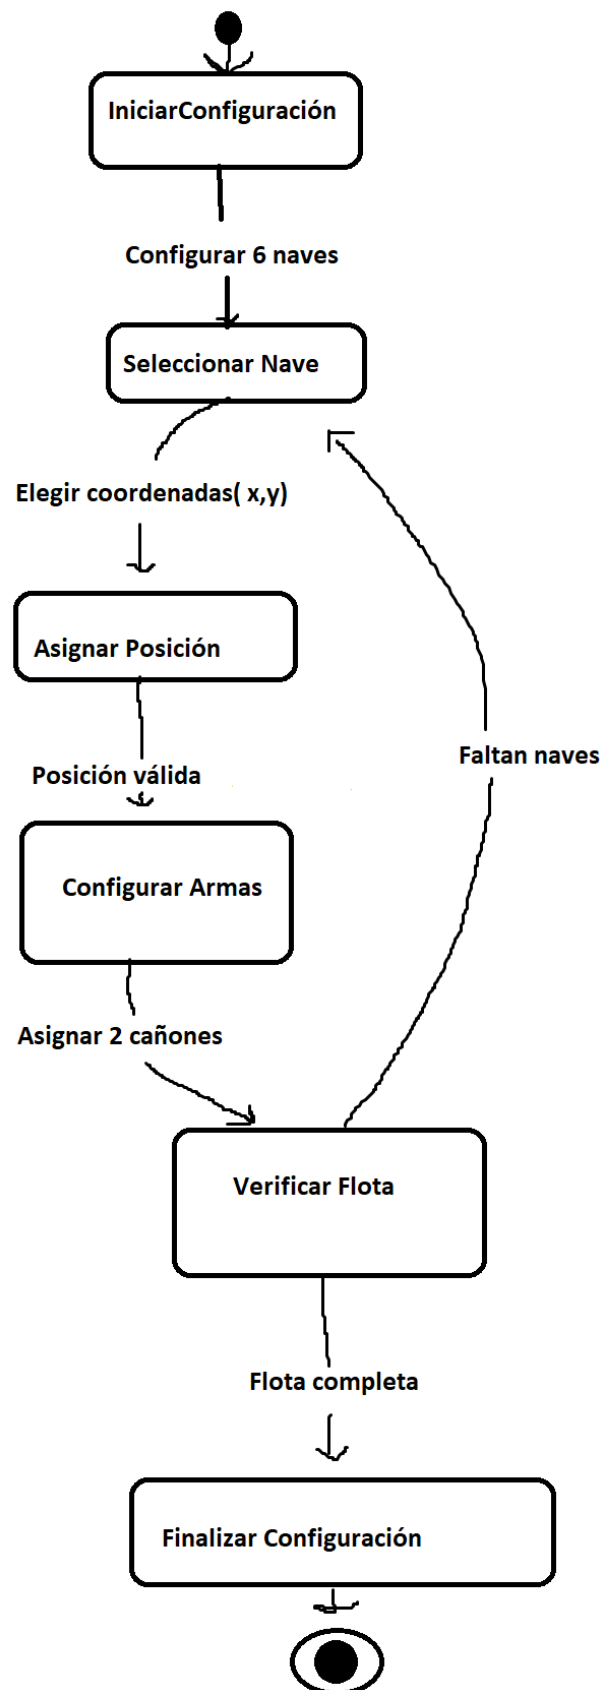 IniciarConfiguración
Configurar 6 naves
Seleccionar Nave
Elegir coordenadas( x,y)
Asignar Posición
Faltan naves
Posición válida
Configurar Armas
Asignar 2 cañones
Verificar Flota
Flota completa
Finalizar Configuración